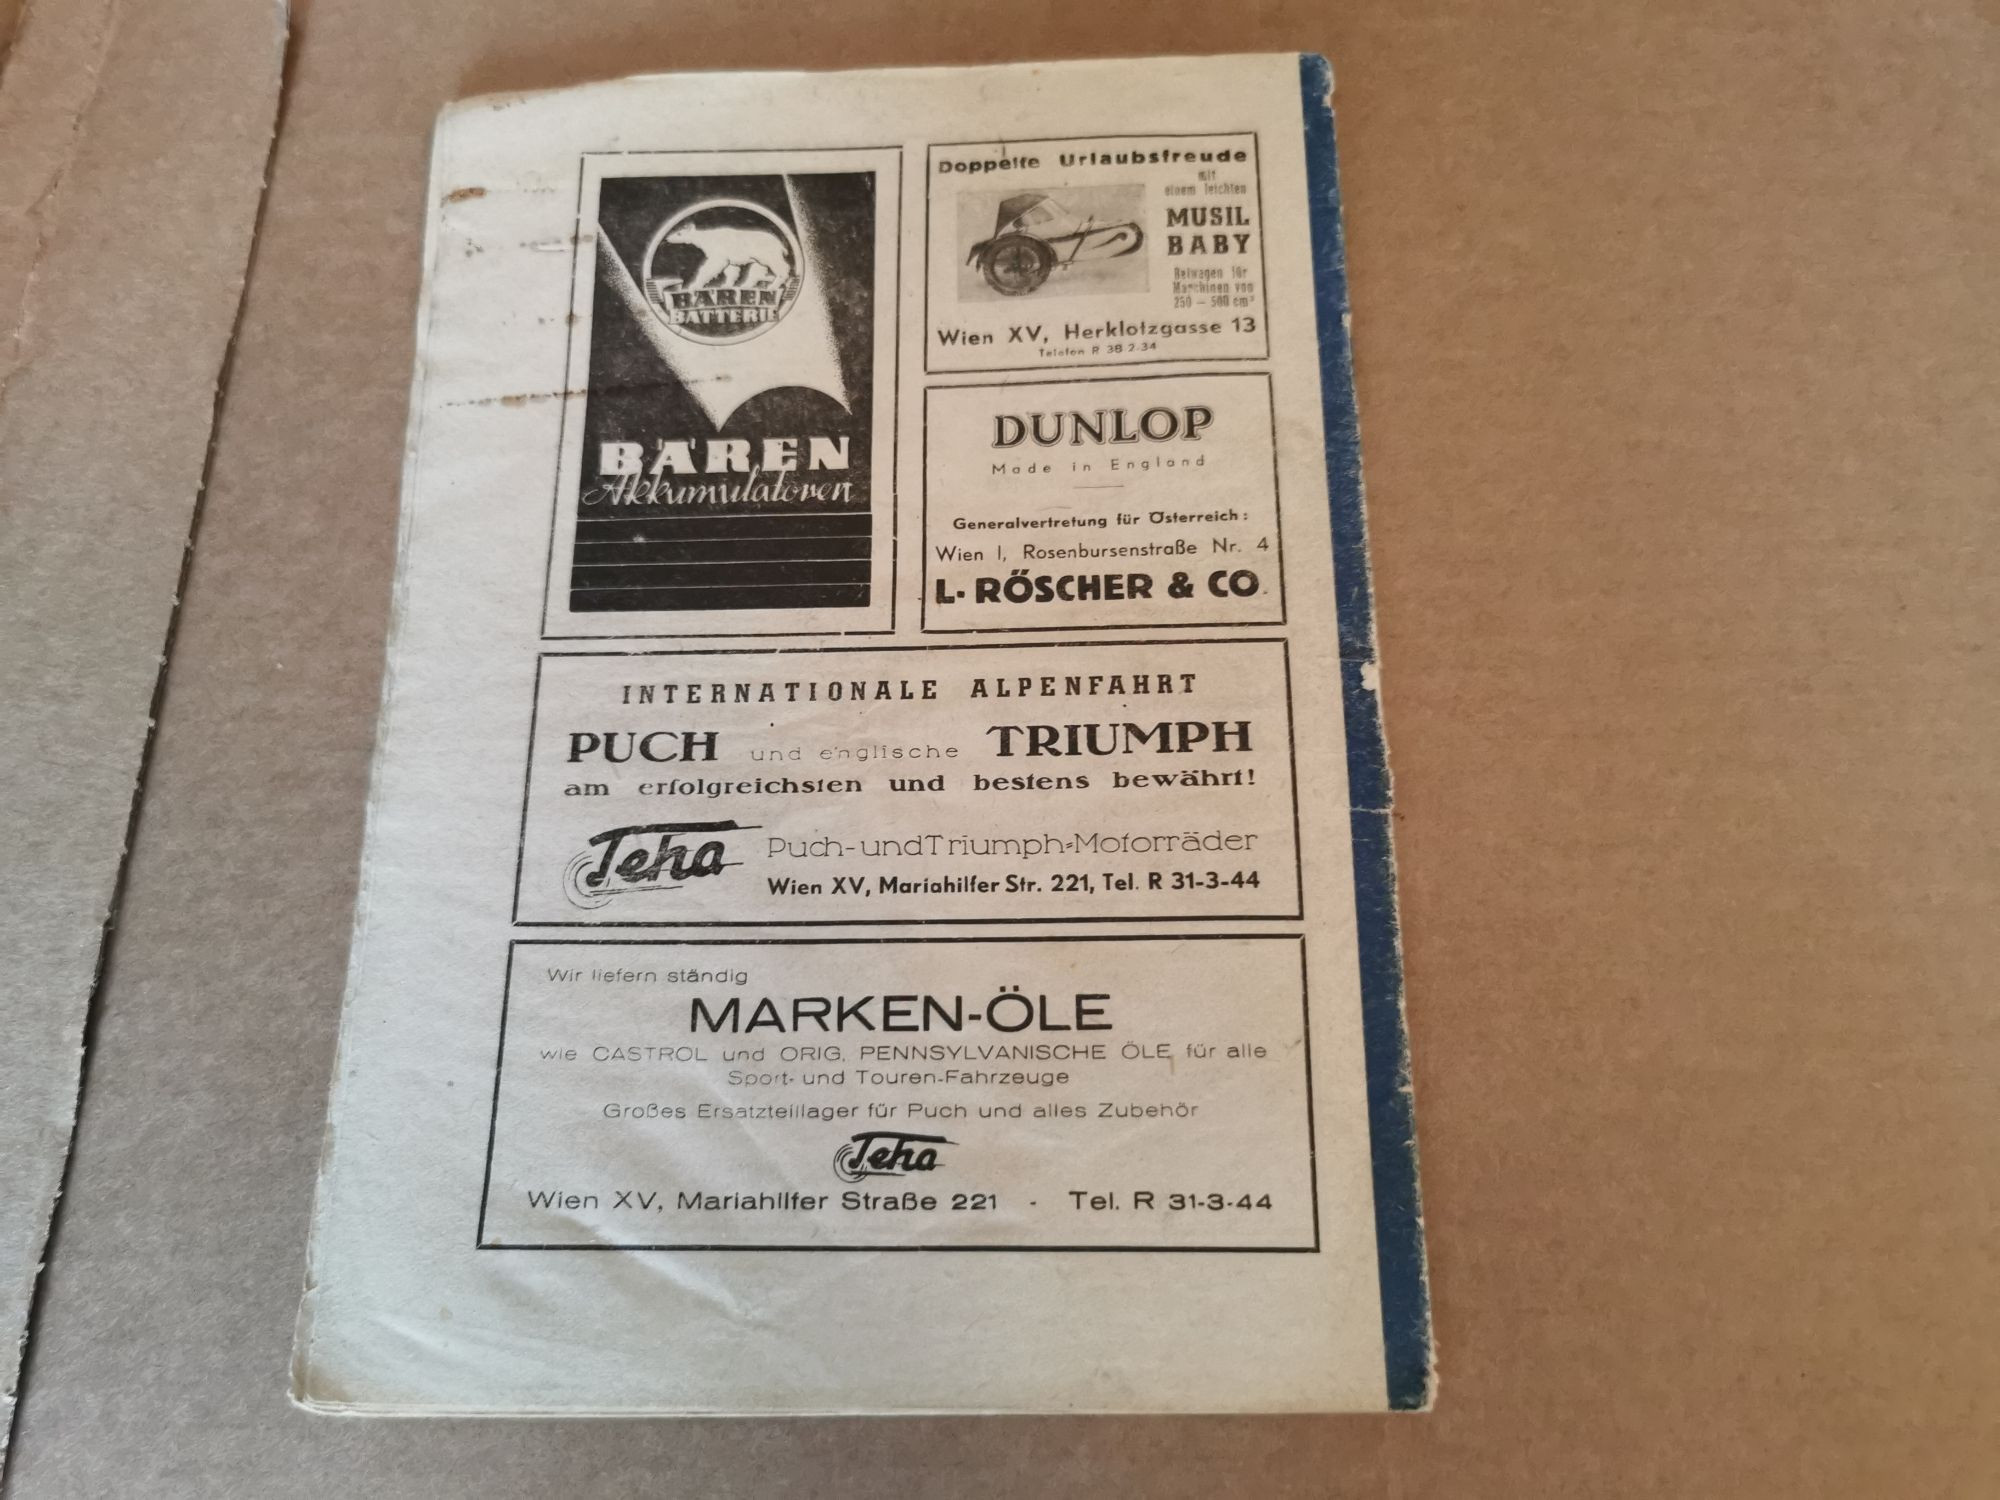 BÄREN
BATTERIE
BÄREN
Akkumulatoren
Doppelte Urlaubsfreude
mit
einem leichten
MUSIL
BABY
Beiwagen für
Maschinen von
250 — 500 cm³
Wien XV, Herklotzgasse 13
Telefon R 38 2-34
DUNLOP
Made in England
Generalvertretung für Österreich:
Wien I, Rosenbursenstraße Nr. 4
L. RÖSCHER & CO.
INTERNATIONALE ALPENFAHRT
PUCH und englische TRIUMPH
am erfolgreichsten und bestens bewährt!
Teha Puch- und Triumph-Motorräder
Wien XV, Mariahilfer Str. 221, Tel. R 31-3-44
Wir liefern ständig
MARKEN-ÖLE
wie CASTROL und ORIG. PENNSYLVANISCHE ÖLE für alle
Sport- und Touren-Fahrzeuge
Großes Ersatzteillager für Puch und alles Zubehör
Teha
Wien XV, Mariahilfer Straße 221 - Tel. R 31-3-44